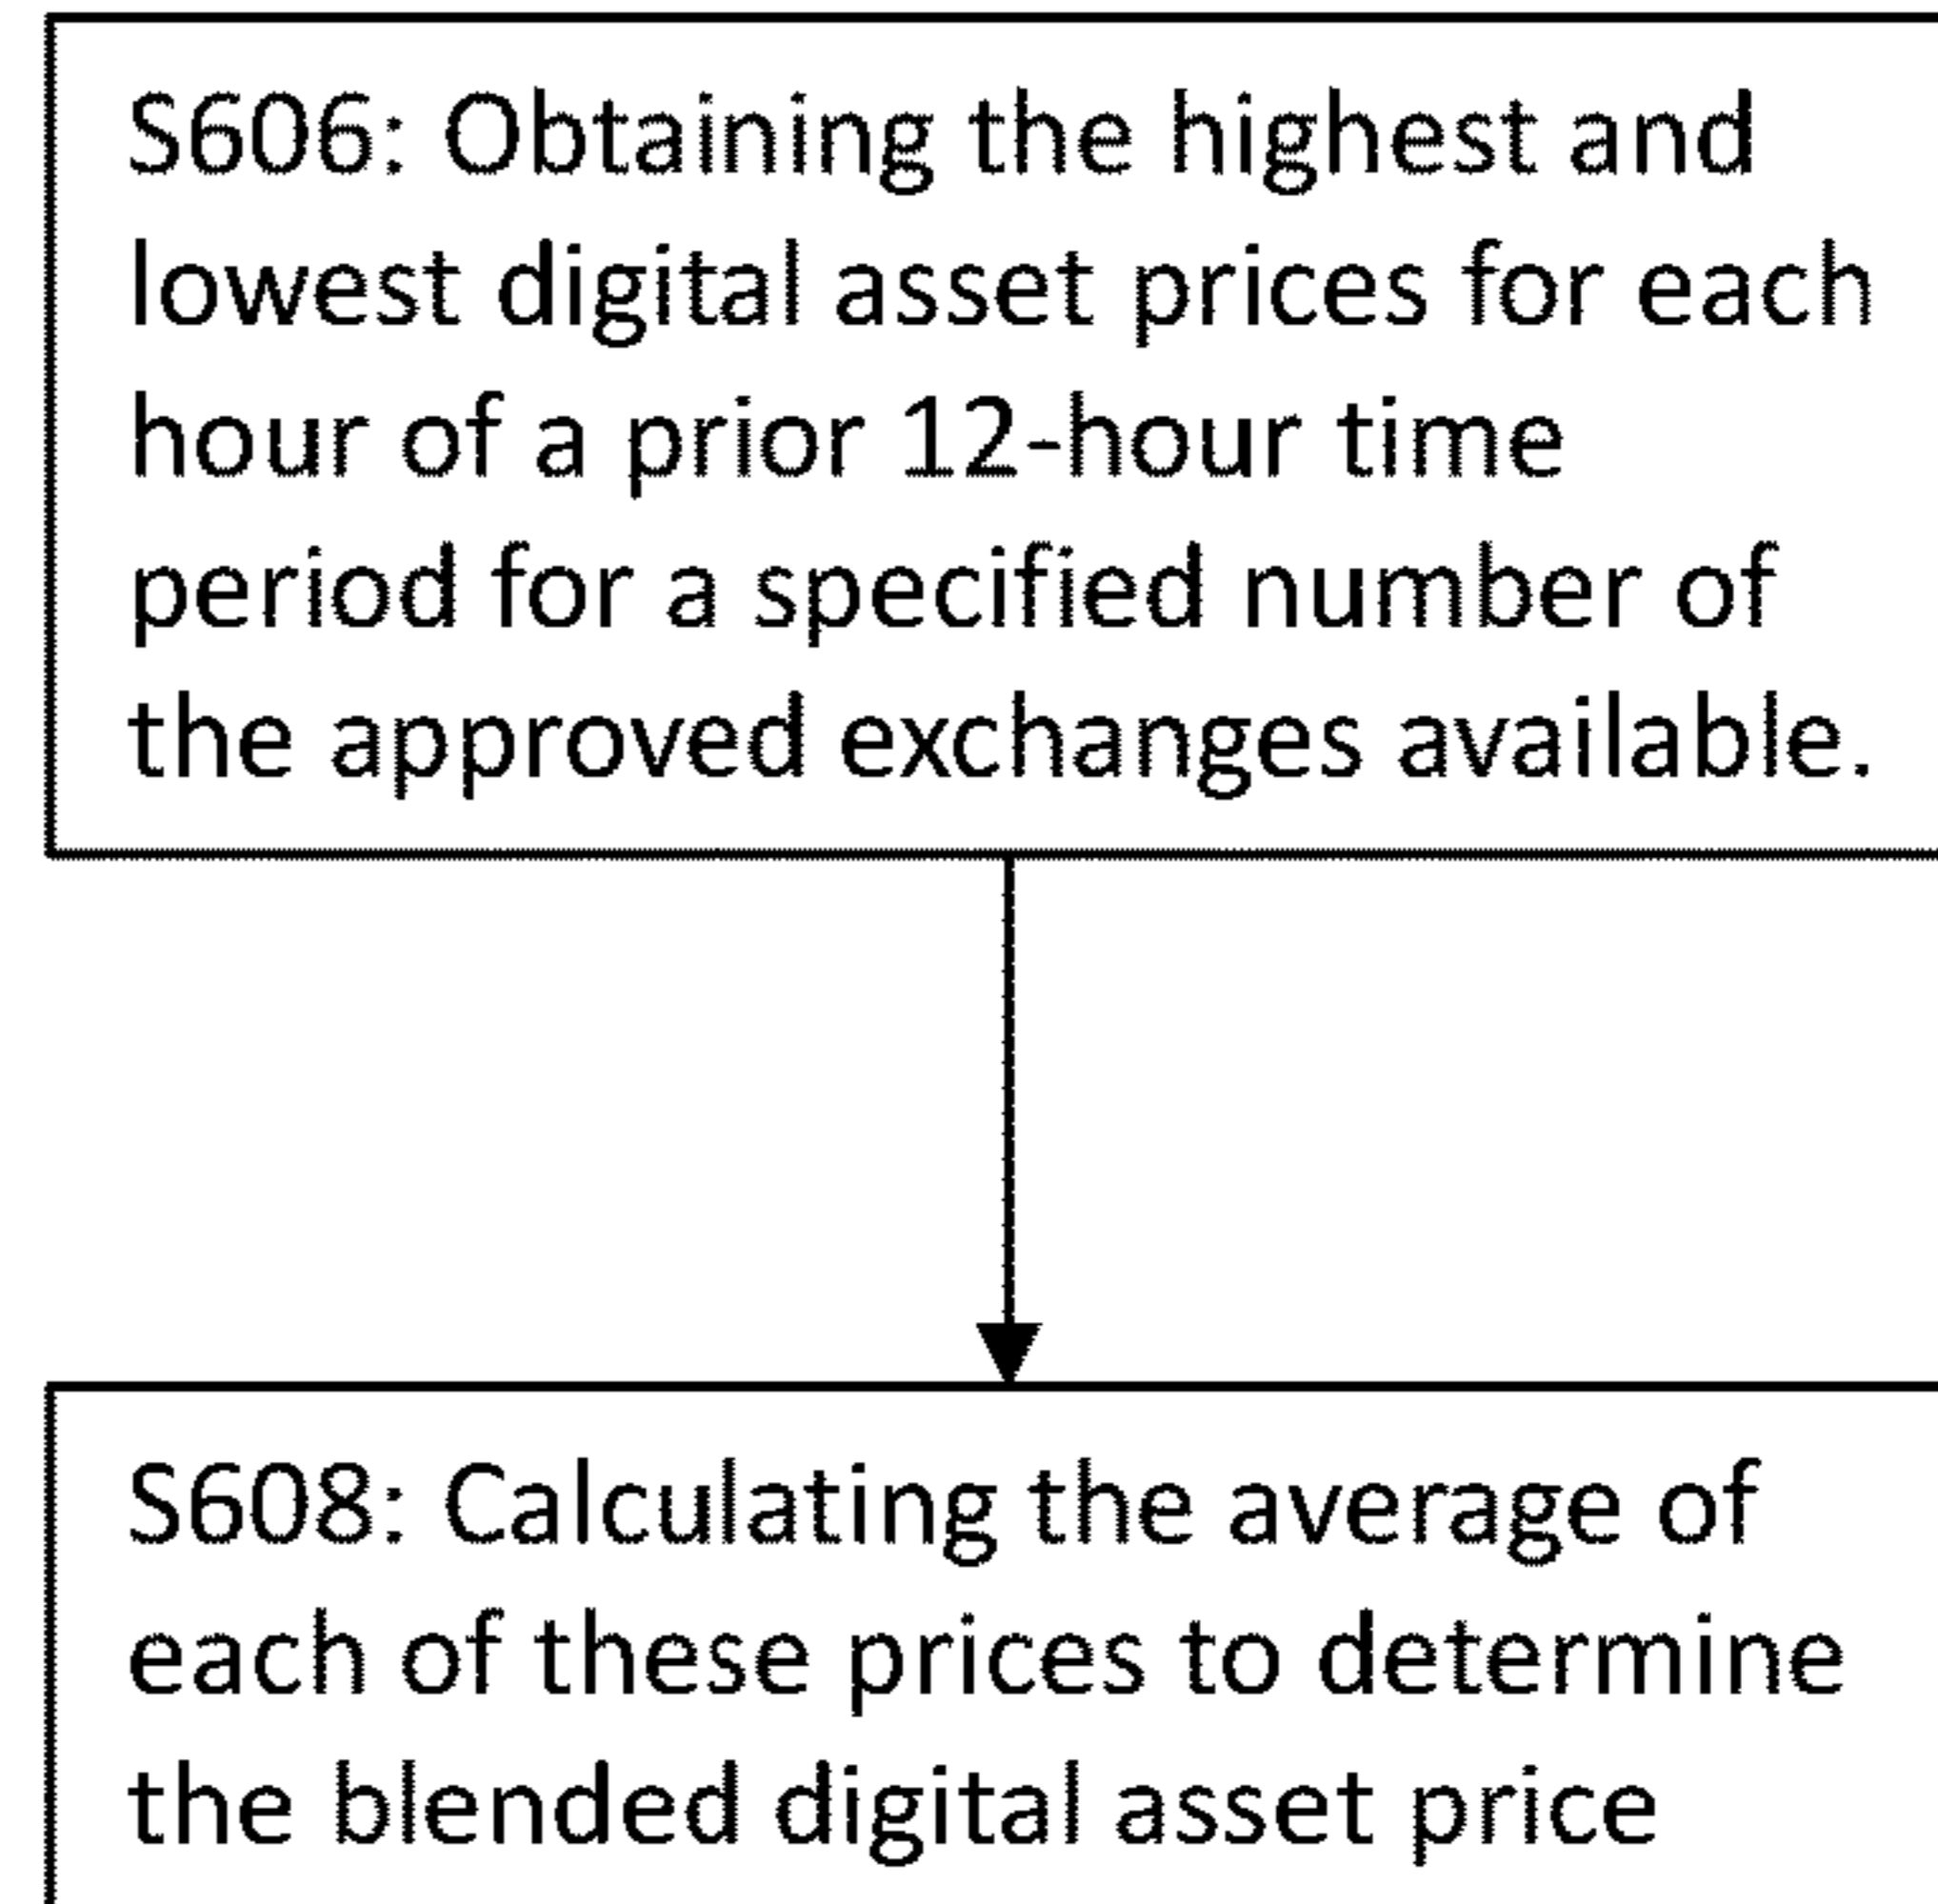 S606: Obtaining the highest and
lowest digital asset prices for each
hour of a prior 12-hour time
period for a specified number of
the approved exchanges available.
S608: Calculating the average of
each of these prices to determine
the blended digital asset price